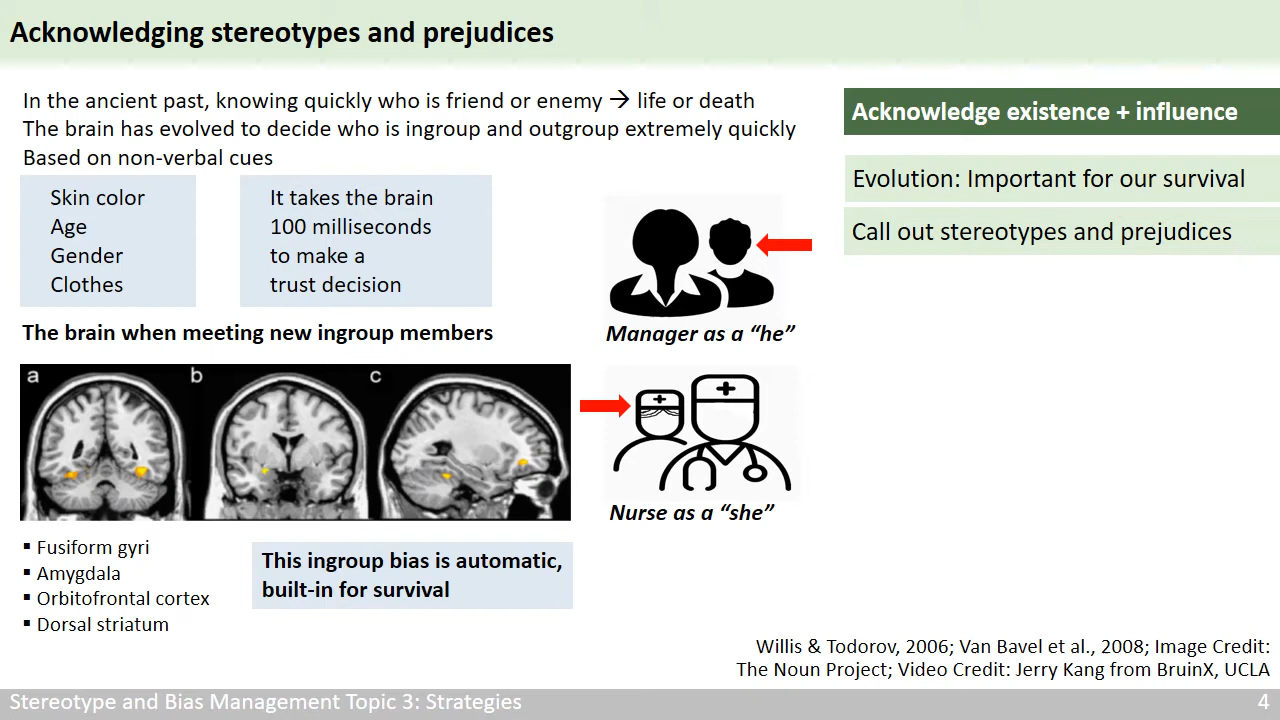 Acknowledging stereotypes and prejudices
In the ancient past, knowing quickly who is friend or enemy → life or death
The brain has evolved to decide who is ingroup and outgroup extremely quickly
Based on non-verbal cues
Skin color
Age
Gender
Clothes
It takes the brain
100 milliseconds
to make a
trust decision
The brain when meeting new ingroup members
a
b
c
▪ Fusiform gyri
▪ Amygdala
▪ Orbitofrontal cortex
▪ Dorsal striatum
This ingroup bias is automatic,
built-in for survival
Manager as a “he”
Nurse as a “she”
Acknowledge existence + influence
Evolution: Important for our survival
Call out stereotypes and prejudices
Willis & Todorov, 2006; Van Bavel et al., 2008; Image Credit:
The Noun Project; Video Credit: Jerry Kang from BruinX, UCLA
Stereotype and Bias Management Topic 3: Strategies
4